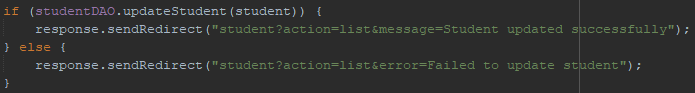 if (studentDAO.updateStudent(student)) {
    response.sendRedirect("student?action=list&message=Student updated successfully");
} else {
    response.sendRedirect("student?action=list&error=Failed to update student");
}